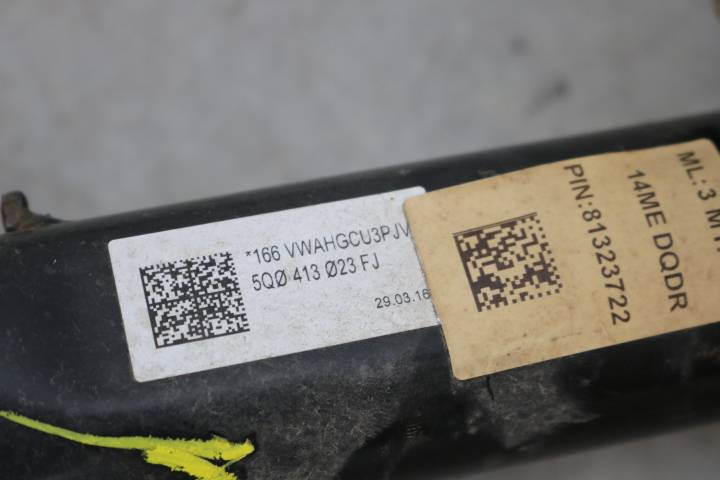 *166 VWAHGCU3PJV
5QØ 413 Ø23 FJ
29.03.16
ML: 3
14ME DQDR
PIN:81323722